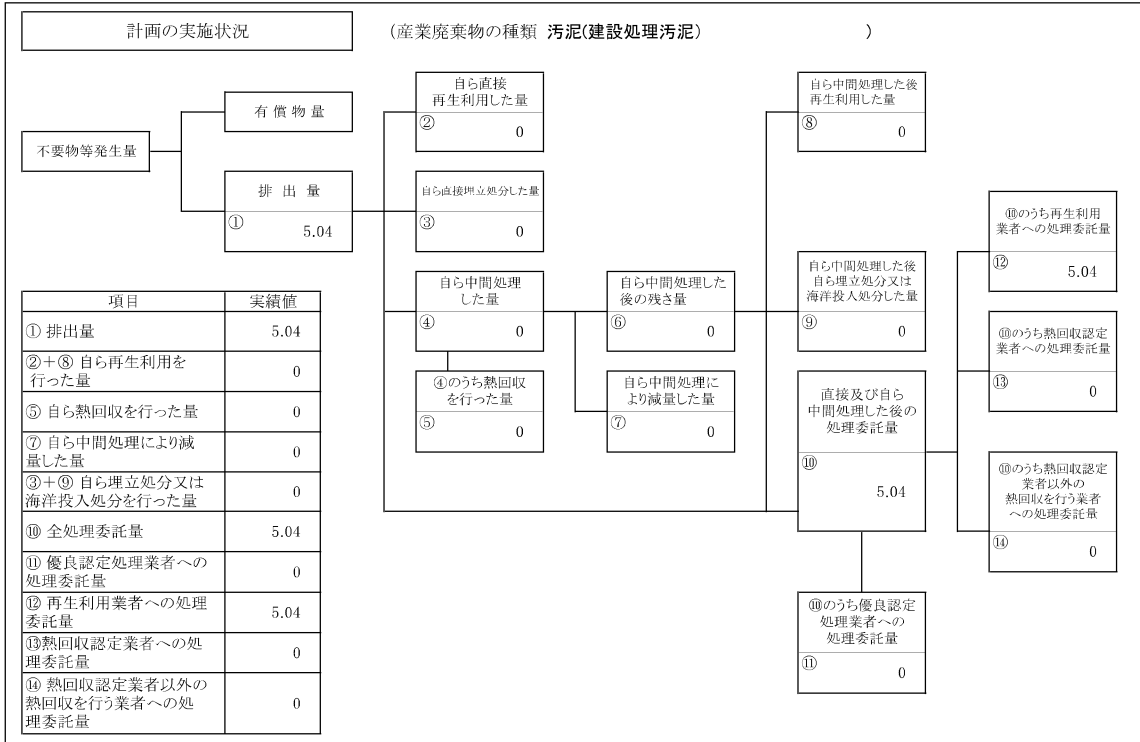 計画の実施状況
(産業廃棄物の種類 汚泥(建設処理汚泥) )
不要物等発生量
有償物量
排出量
①
5.04
自ら直接
再生利用した量
②
0
自ら直接埋立処分した量
③
0
自ら中間処理
した量
④
0
④のうち熱回収
を行った量
⑤
0
自ら中間処理した
後の残さ量
⑥
0
自ら中間処理に
より減量した量
⑦
0
自ら中間処理した後
再生利用した量
⑧
0
自ら中間処理した後
自ら埋立処分又は
海洋投入処分した量
⑨
0
直接及び自ら
中間処理した後の
処理委託量
⑩
5.04
⑩のうち優良認定
処理業者への
処理委託量
⑪
0
⑩のうち再生利用
業者への処理委託量
⑫
5.04
⑩のうち熱回収認定
業者への処理委託量
⑬
0
⑩のうち熱回収認定
業者以外の
熱回収を行う業者
への処理委託量
⑭
0
項目 実績値
① 排出量 5.04
②+⑧ 自ら再生利用を
行った量 0
⑤ 自ら熱回収を行った量 0
⑦ 自ら中間処理により減
量した量 0
③+⑨ 自ら埋立処分又は
海洋投入処分を行った量 0
⑩ 全処理委託量 5.04
⑪ 優良認定処理業者への
処理委託量 0
⑫ 再生利用業者への処理
委託量 5.04
⑬熱回収認定業者への処
理委託量 0
⑭ 熱回収認定業者以外の
熱回収を行う業者への処
理委託量 0